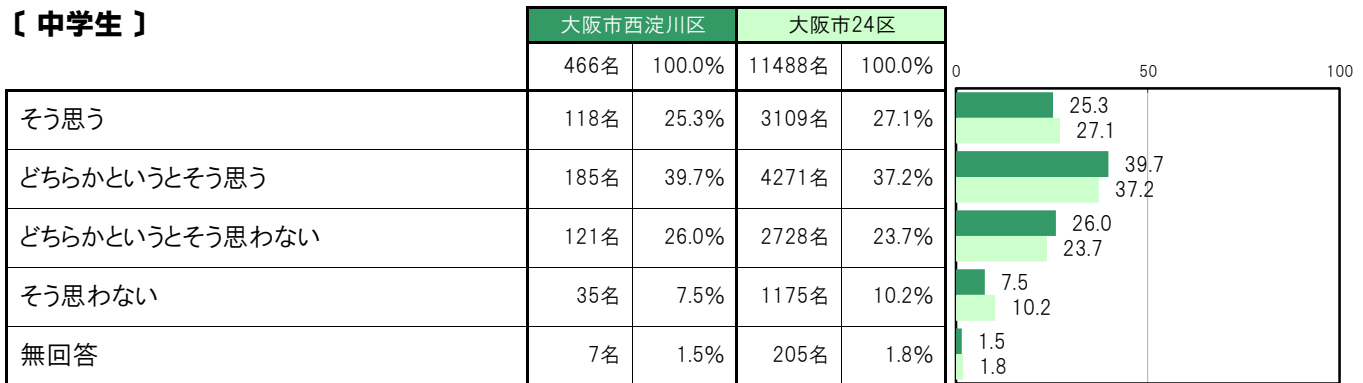 〔 中学生 〕
大阪市西淀川区 大阪市24区
466名 100.0% 11488名 100.0%
0 50 100
そう思う 118名 25.3% 3109名 27.1%
25.3
27.1
どちらかというとそう思う 185名 39.7% 4271名 37.2%
39.7
37.2
どちらかというとそう思わない 121名 26.0% 2728名 23.7%
26.0
23.7
そう思わない 35名 7.5% 1175名 10.2%
7.5
10.2
無回答 7名 1.5% 205名 1.8%
1.5
1.8